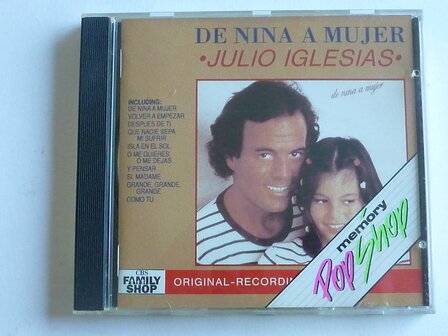 DE NINA A MUJER
•JULIO IGLESIAS•
de nina a mujer
INCLUDING:
DE NINA A MUJER
VOLVER A EMPEZAR
DESPUES DE TI
QUE NADIE SEPA
MI SUFRIR
ISLA EN EL SOL
O ME QUIERES
O ME DEJAS
Y PENSAR
SI, MADAME
GRANDE, GRANDE,
GRANDE
COMO TU
memory
Pop Shop
CBS
FAMILY
SHOP
ORIGINAL-RECORDIN